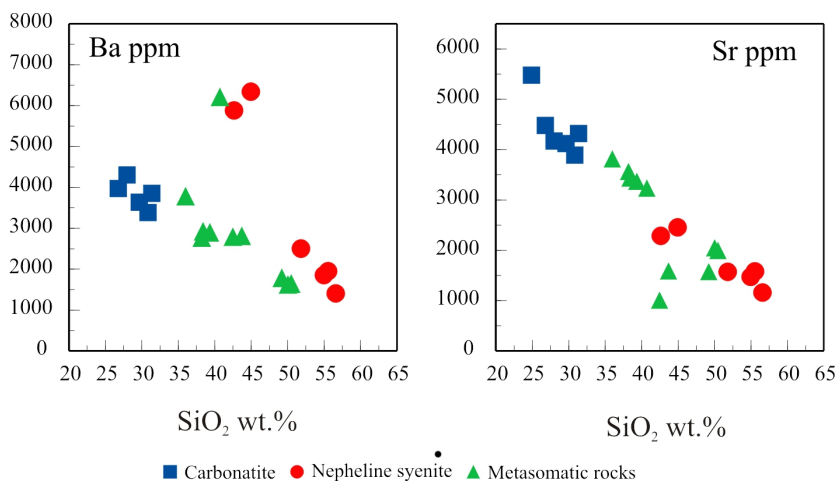 Ba ppm
8000
7000
6000
5000
4000
3000
2000
1000
0
20 25 30 35 40 45 50 55 60 65
SiO₂ wt.%
Sr ppm
6000
5000
4000
3000
2000
1000
0
20 25 30 35 40 45 50 55 60 65
SiO₂ wt.%
Carbonatite Nepheline syenite Metasomatic rocks